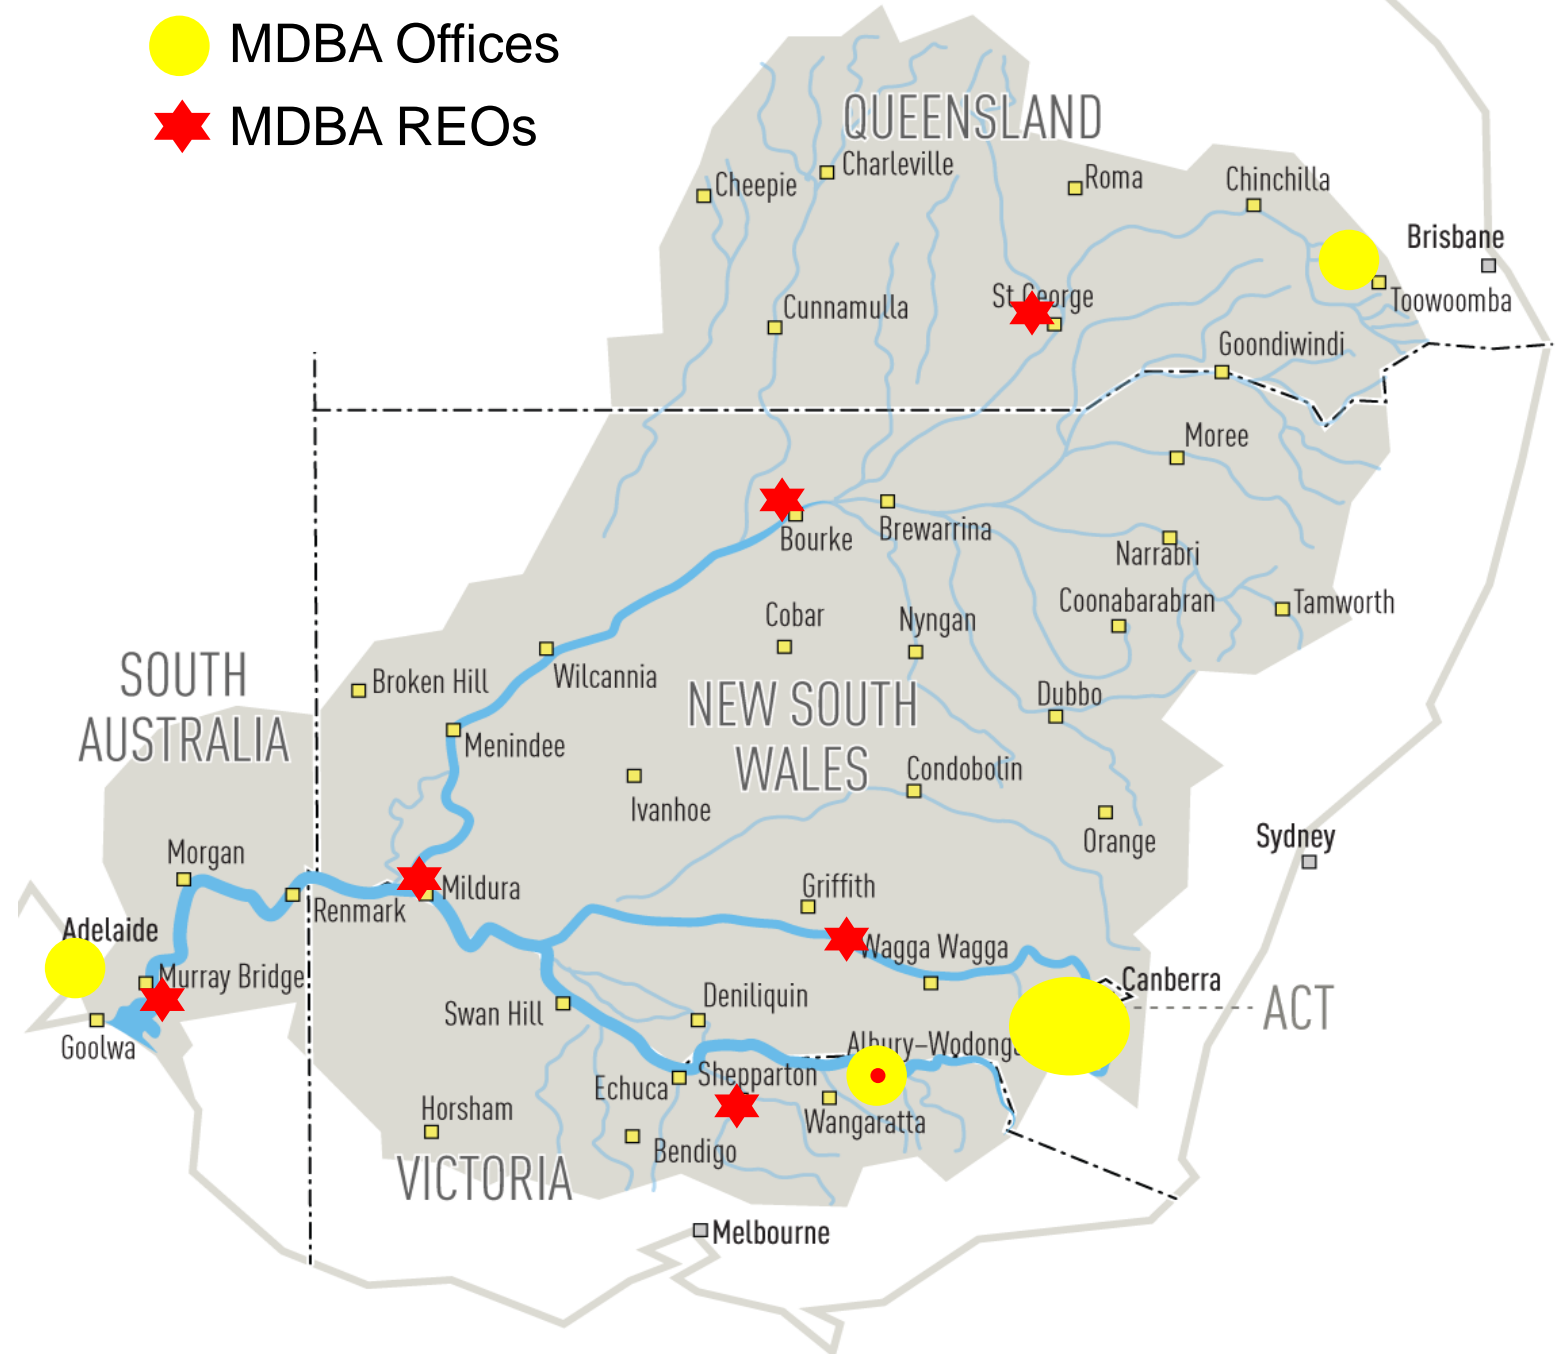 MDBA Offices
MDBA REOs
QUEENSLAND
Charleville
Cheepie
Roma
Chinchilla
Brisbane
Toowoomba
Cunnamulla
St George
Goondiwindi
Moree
Bourke
Brewarrina
Narrabri
Coonabarabran
Tamworth
Cobar
Nyngan
SOUTH
AUSTRALIA
Broken Hill
Wilcannia
NEW SOUTH
WALES
Dubbo
Menindee
Ivanhoe
Condobolin
Orange
Sydney
Morgan
Renmark
Mildura
Griffith
Adelaide
Murray Bridge
Wagga Wagga
Canberra
ACT
Goolwa
Swan Hill
Deniliquin
Albury–Wodonga
Echuca
Shepparton
Wangaratta
Horsham
Bendigo
VICTORIA
Melbourne